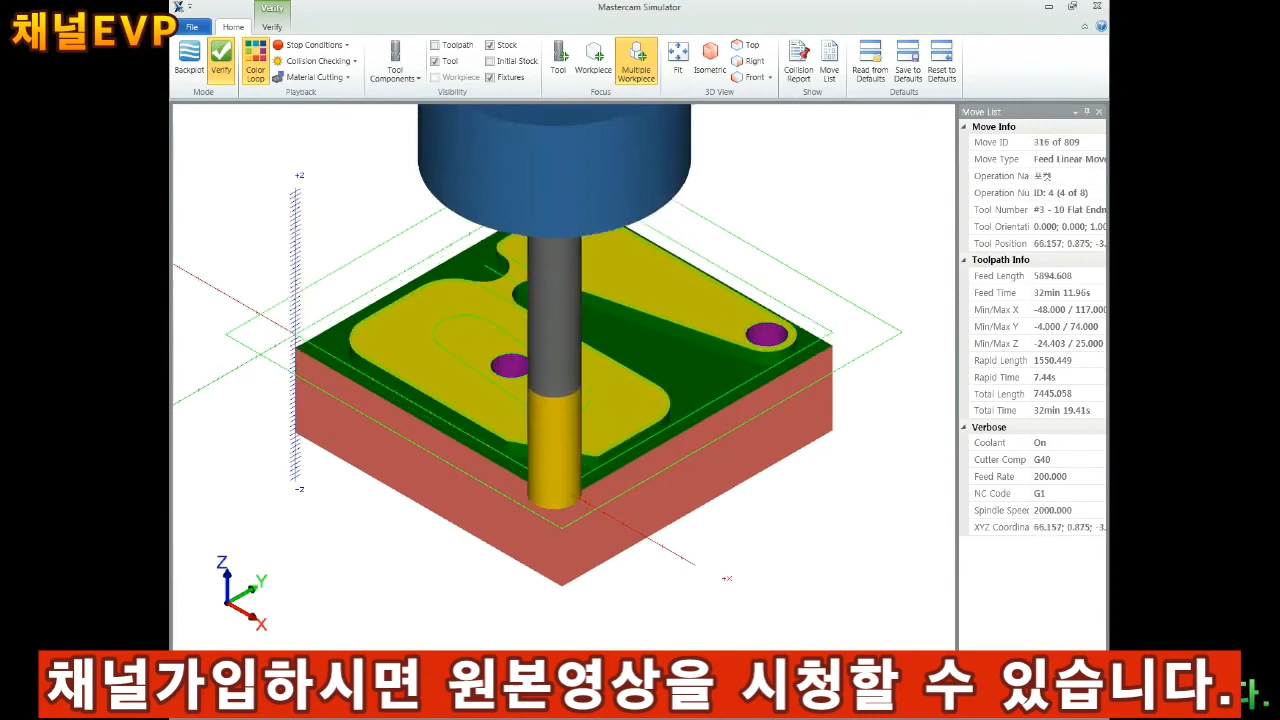 채널EVP
Verify
Mastercam Simulator
File
Home
Verify
Backplot
Verify
Mode
Color Loop
Stop Conditions
Collision Checking
Material Cutting
Playback
Tool Components
Toolpath
Tool
Workpiece
Stock
Initial Stock
Fixtures
Visibility
Tool
Workpiece
Multiple Workpiece
Focus
Fit
Isometric
Top
Right
Front
3D View
Collision Report
Move List
Show
Read from Defaults
Save to Defaults
Reset to Defaults
Defaults
Move List
Move Info
Move ID 316 of 809
Move Type Feed Linear Move
Operation Na 포켓
Operation Nu ID: 4 (4 of 8)
Tool Number #3 - 10 Flat Endm
Tool Orientati 0.000; 0.000; 1.00
Tool Position 66.157; 0.875; -3.
Toolpath Info
Feed Length 5894.608
Feed Time 32min 11.96s
Min/Max X -48.000 / 117.000
Min/Max Y -4.000 / 74.000
Min/Max Z -24.403 / 25.000
Rapid Length 1550.449
Rapid Time 7.44s
Total Length 7445.058
Total Time 32min 19.41s
Verbose
Coolant On
Cutter Comp G40
Feed Rate 200.000
NC Code G1
Spindle Speed 2000.000
XYZ Coordina 66.157; 0.875; -3.
+Z
-Z
+X
Z
Y
X
채널가입하시면 원본영상을 시청할 수 있습니다.
다.